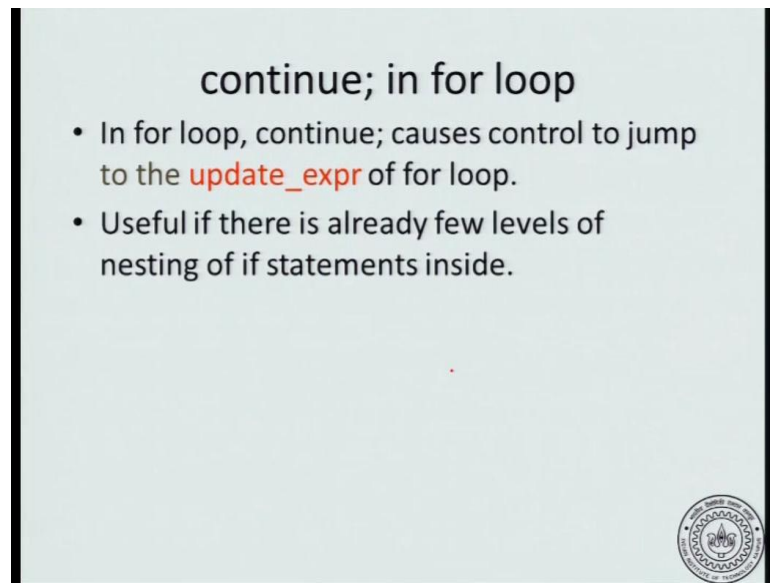 continue; in for loop
• In for loop, continue; causes control to jump
to the update_expr of for loop.
• Useful if there is already few levels of
nesting of if statements inside.